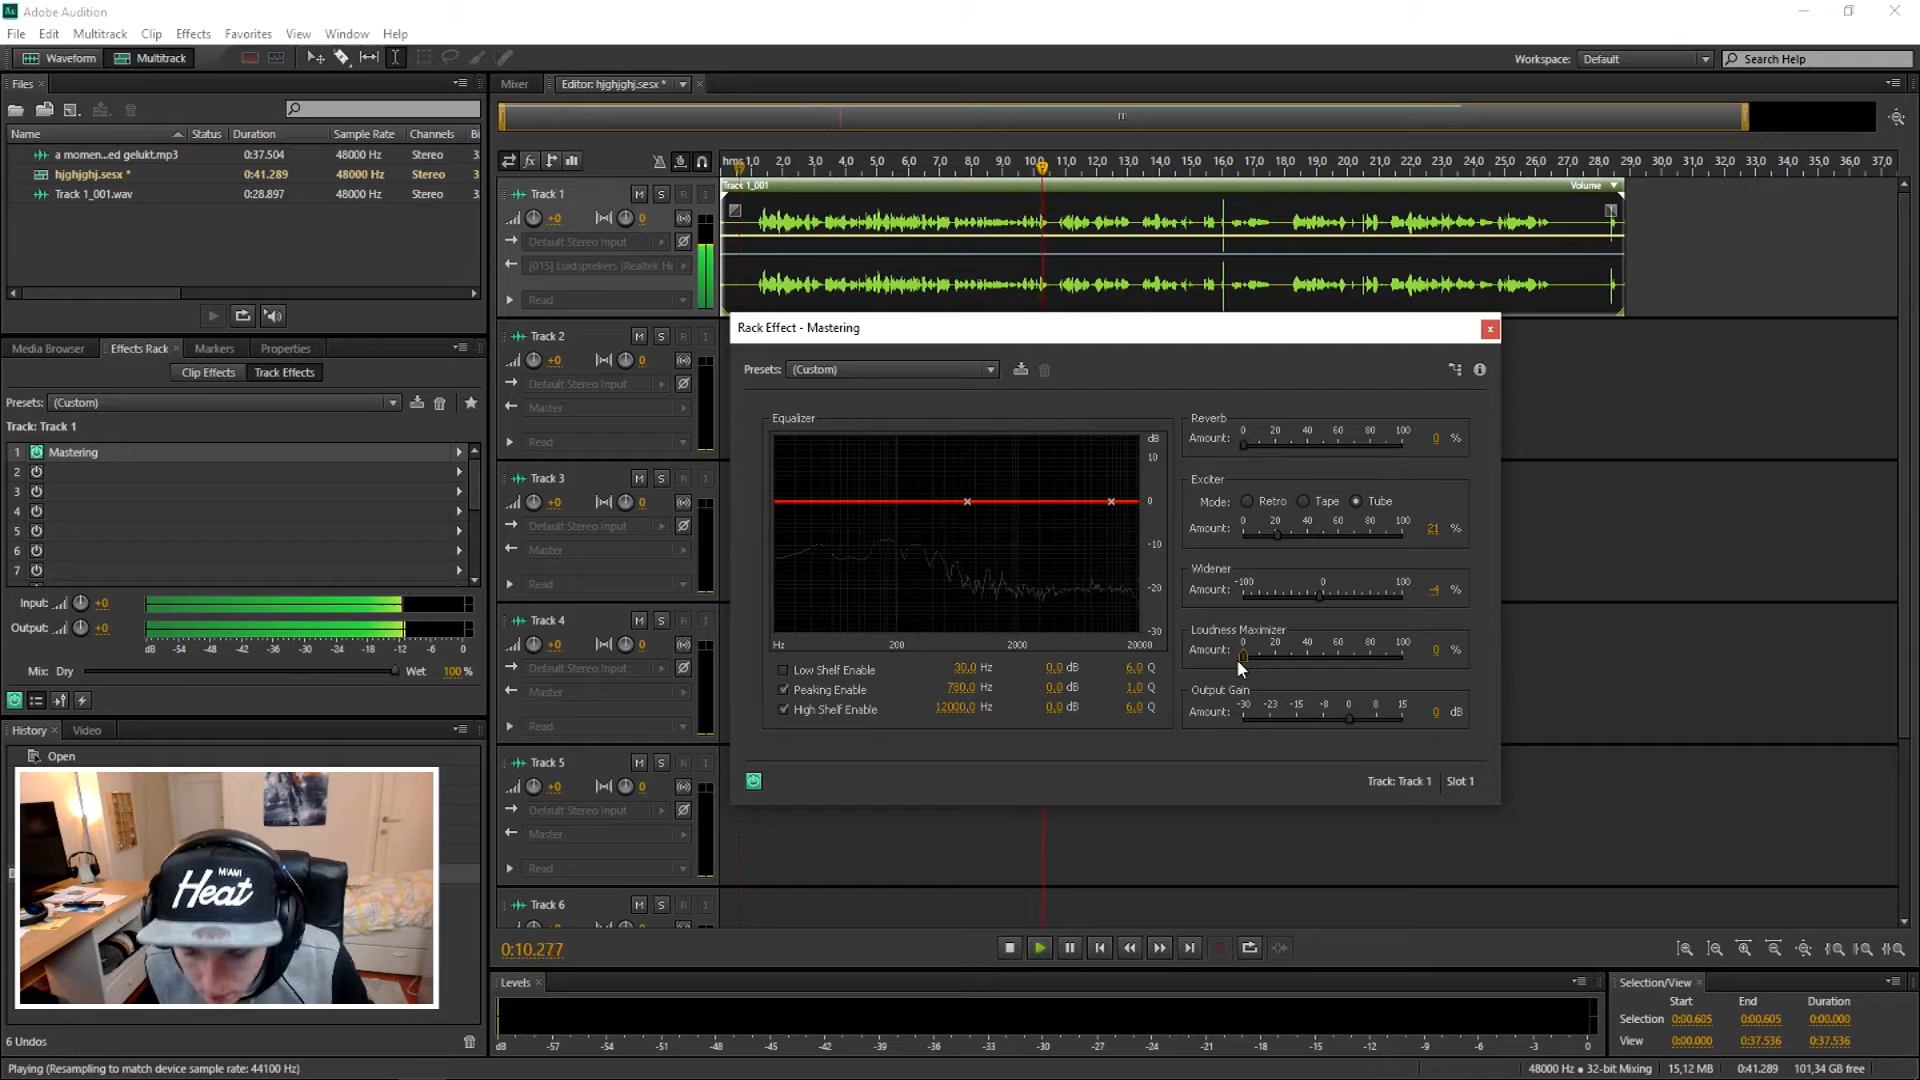 Adobe Audition
File Edit Multitrack Clip Effects Favorites View Window Help
Waveform Multitrack Workspace: Default Search Help
Files
Name Status Duration Sample Rate Channels Bi
a momen...ed gelukt.mp3 0:37.504 48000 Hz Stereo 3
hjghjghj.sesx * 0:41.289 48000 Hz Stereo 3
Track 1_001.wav 0:28.897 48000 Hz Stereo 3
Media Browser Effects Rack Markers Properties
Clip Effects Track Effects
Presets: (Custom)
Track: Track 1
1 Mastering
2
3
4
5
6
7
Input: +0
Output: +0
dB -54 -48 -42 -36 -30 -24 -18 -12 -6 0
Mix: Dry Wet 100 %
History Video
Open
MIAMI
Heat
6 Undos
Playing (Resampling to match device sample rate: 44100 Hz)
Mixer Editor: hjghjghj.sesx *
fx
hms 1,0 2,0 3,0 4,0 5,0 6,0 7,0 8,0 9,0 10,0 11,0 12,0 13,0 14,0 15,0 16,0 17,0 18,0 19,0 20,0 21,0 22,0 23,0 24,0 25,0 26,0 27,0 28,0 29,0 30,0 31,0 32,0 33,0 34,0 35,0 36,0 37,0
Track 1_001 Volume
Track 1 M S R I
+0 0
Default Stereo Input
[01S] Luidsprekers (Realtek Hi
Read
Track 2 M S R I
+0 0
Default Stereo Input
Master
Read
Track 3 M S R I
+0 0
Default Stereo Input
Master
Read
Track 4 M S R I
+0 0
Default Stereo Input
Master
Read
Track 5 M S R I
+0 0
Default Stereo Input
Master
Read
Track 6 M S R I
Rack Effect - Mastering
Presets: (Custom)
Equalizer
dB
10
0
-10
-20
-30
Hz 200 2000 20000
Low Shelf Enable 30,0 Hz 0,0 dB 6,0 Q
Peaking Enable 780,0 Hz 0,0 dB 1,0 Q
High Shelf Enable 12000,0 Hz 0,0 dB 6,0 Q
Reverb
0 20 40 60 80 100
Amount: 0 %
Exciter
Mode: Retro Tape Tube
0 20 40 60 80 100
Amount: 21 %
Widener
-100 0 100
Amount: -4 %
Loudness Maximizer
0 20 40 60 80 100
Amount: 0 %
Output Gain
-30 -23 -15 -8 0 8 15
Amount: 0 dB
Track: Track 1 Slot 1
0:10.277
Levels
dB -57 -54 -51 -48 -45 -42 -39 -36 -33 -30 -27 -24 -21 -18 -15 -12 -9 -6 -3 0
Selection/View
Start End Duration
Selection 0:00.605 0:00.605 0:00.000
View 0:00.000 0:37.536 0:37.536
48000 Hz • 32-bit Mixing 15,12 MB 0:41.289 101,34 GB free